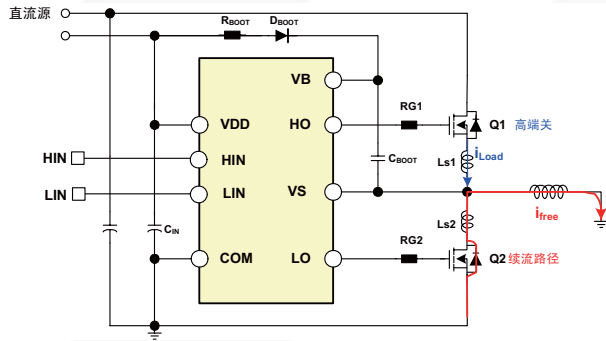 直流源
RBOOT DBOOT
VB
RG1
Q1 高端关
HO
VDD
iLoad
HIN HIN
CBOOT
Ls1
LIN LIN
VS
ifree
Ls2
CIN
RG2
COM LO
Q2 续流路径